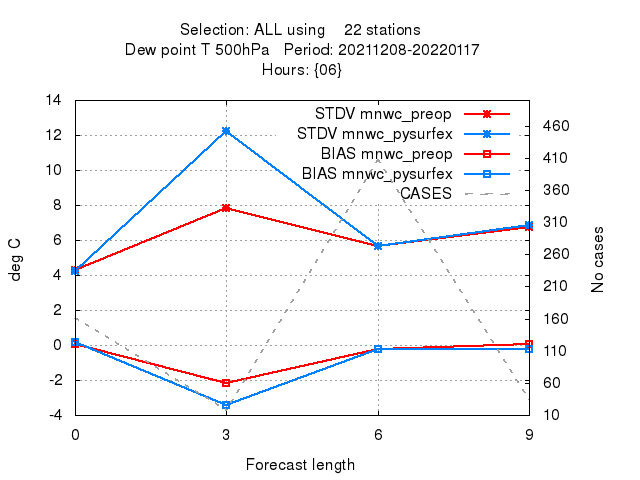 Selection: ALL using    22 stations
Dew point T 500hPa   Period: 20211208-20220117
Hours: {06}
STDV mnwc_preop
STDV mnwc_pysurfex
BIAS mnwc_preop
BIAS mnwc_pysurfex
CASES
14
12
10
8
6
4
2
0
-2
-4
deg C
460
410
360
310
260
210
160
110
60
10
No cases
0 3 6 9
Forecast length